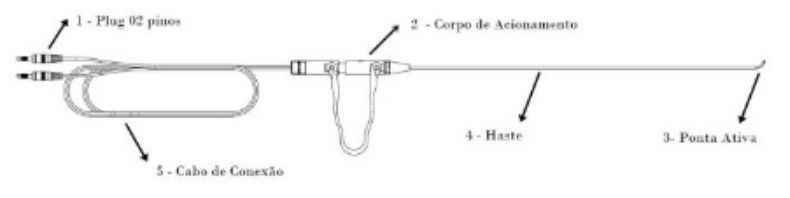 1 - Plug 02 pinos
2 - Corpo de Acionamento
4 - Haste
3- Ponta Ativa
5 - Cabo de Conexão